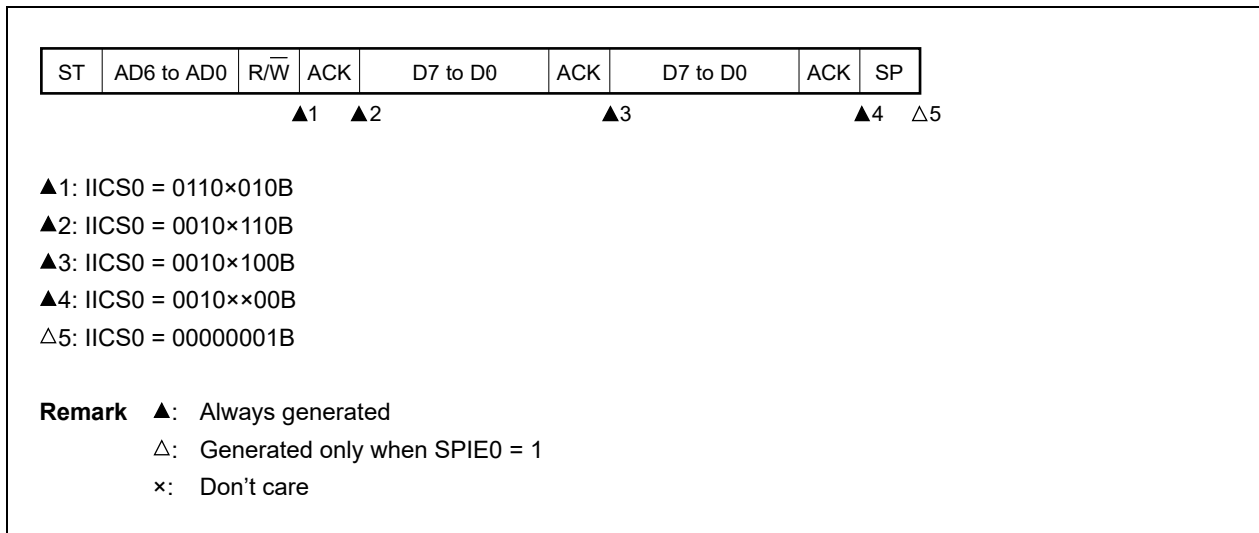 ST AD6 to AD0 R/W̅ ACK D7 to D0 ACK D7 to D0 ACK SP
▲1 ▲2 ▲3 ▲4 △5
▲1: IICS0 = 0110×010B
▲2: IICS0 = 0010×110B
▲3: IICS0 = 0010×100B
▲4: IICS0 = 0010××00B
△5: IICS0 = 00000001B
Remark ▲: Always generated
△: Generated only when SPIE0 = 1
×: Don't care